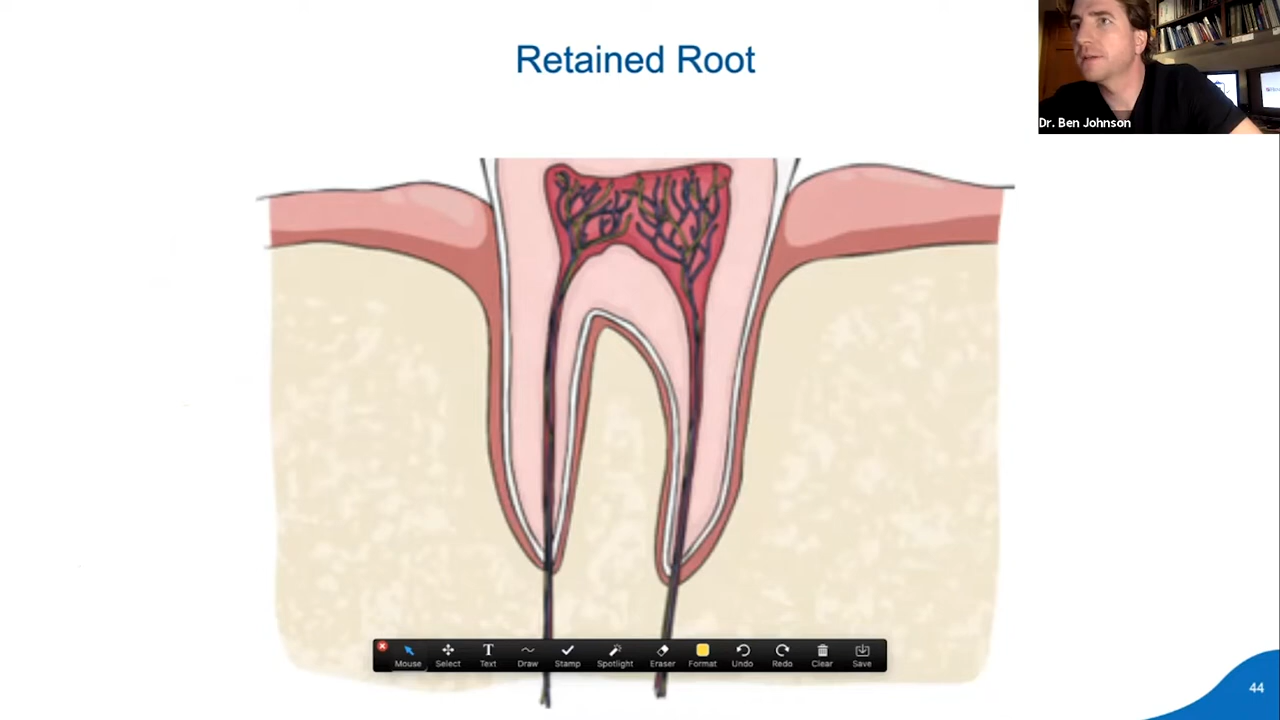 Retained Root
Dr. Ben Johnson
Mouse
Select
Text
Draw
Stamp
Spotlight
Eraser
Format
Undo
Redo
Clear
Save
44